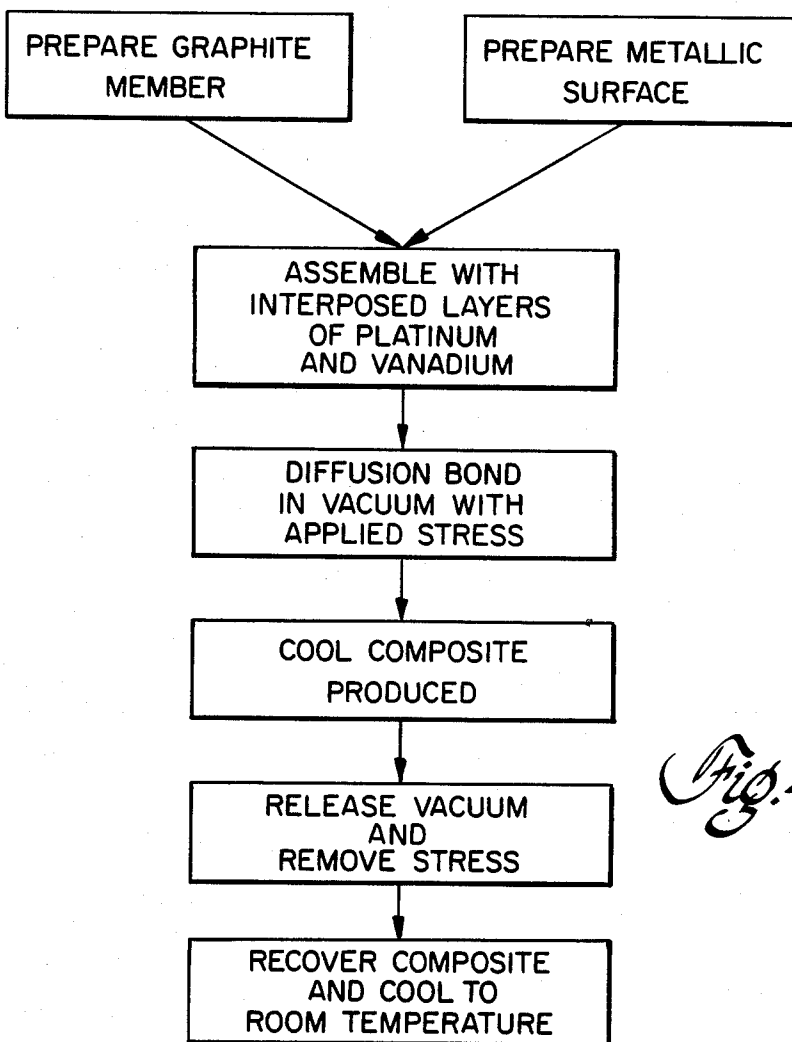 PREPARE GRAPHITE
MEMBER
PREPARE METALLIC
SURFACE
ASSEMBLE WITH
INTERPOSED LAYERS
OF PLATINUM
AND VANADIUM
DIFFUSION BOND
IN VACUUM WITH
APPLIED STRESS
COOL COMPOSITE
PRODUCED
Fig.
RELEASE VACUUM
AND
REMOVE STRESS
RECOVER COMPOSITE
AND COOL TO
ROOM TEMPERATURE